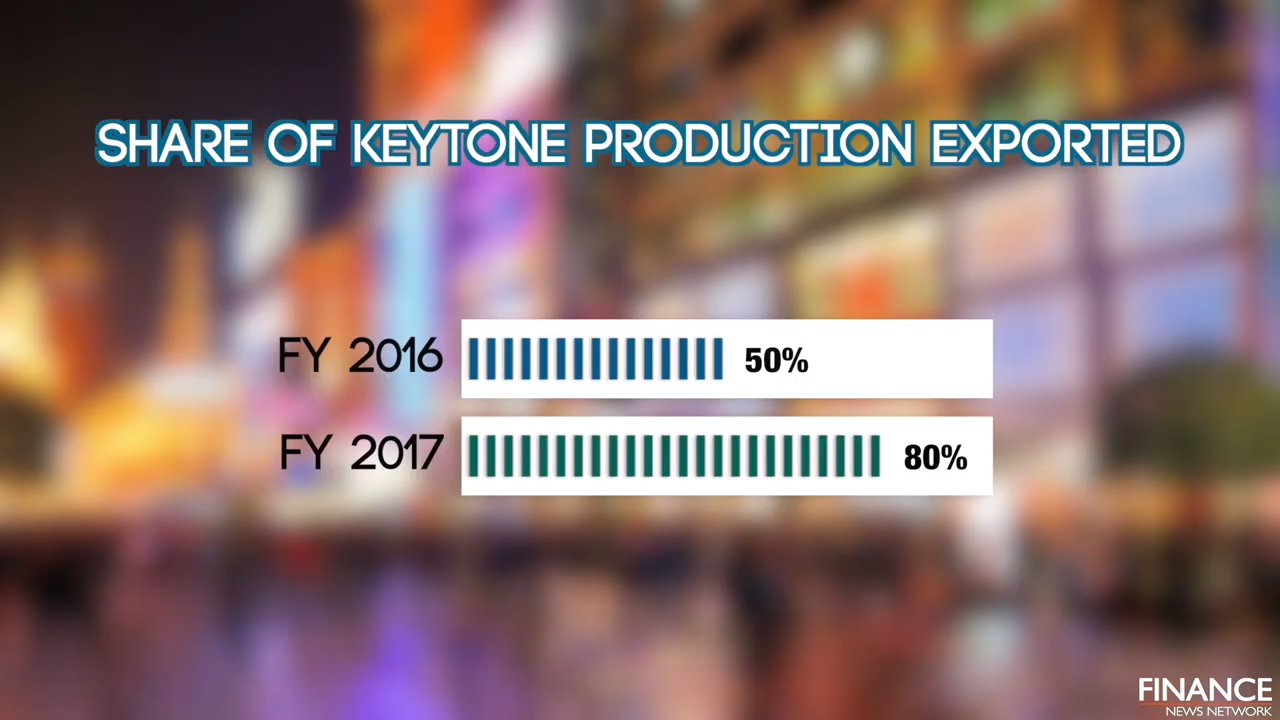 SHARE OF KEYTONE PRODUCTION EXPORTED
FY 2016 50%
FY 2017 80%
FINANCE
NEWS NETWORK